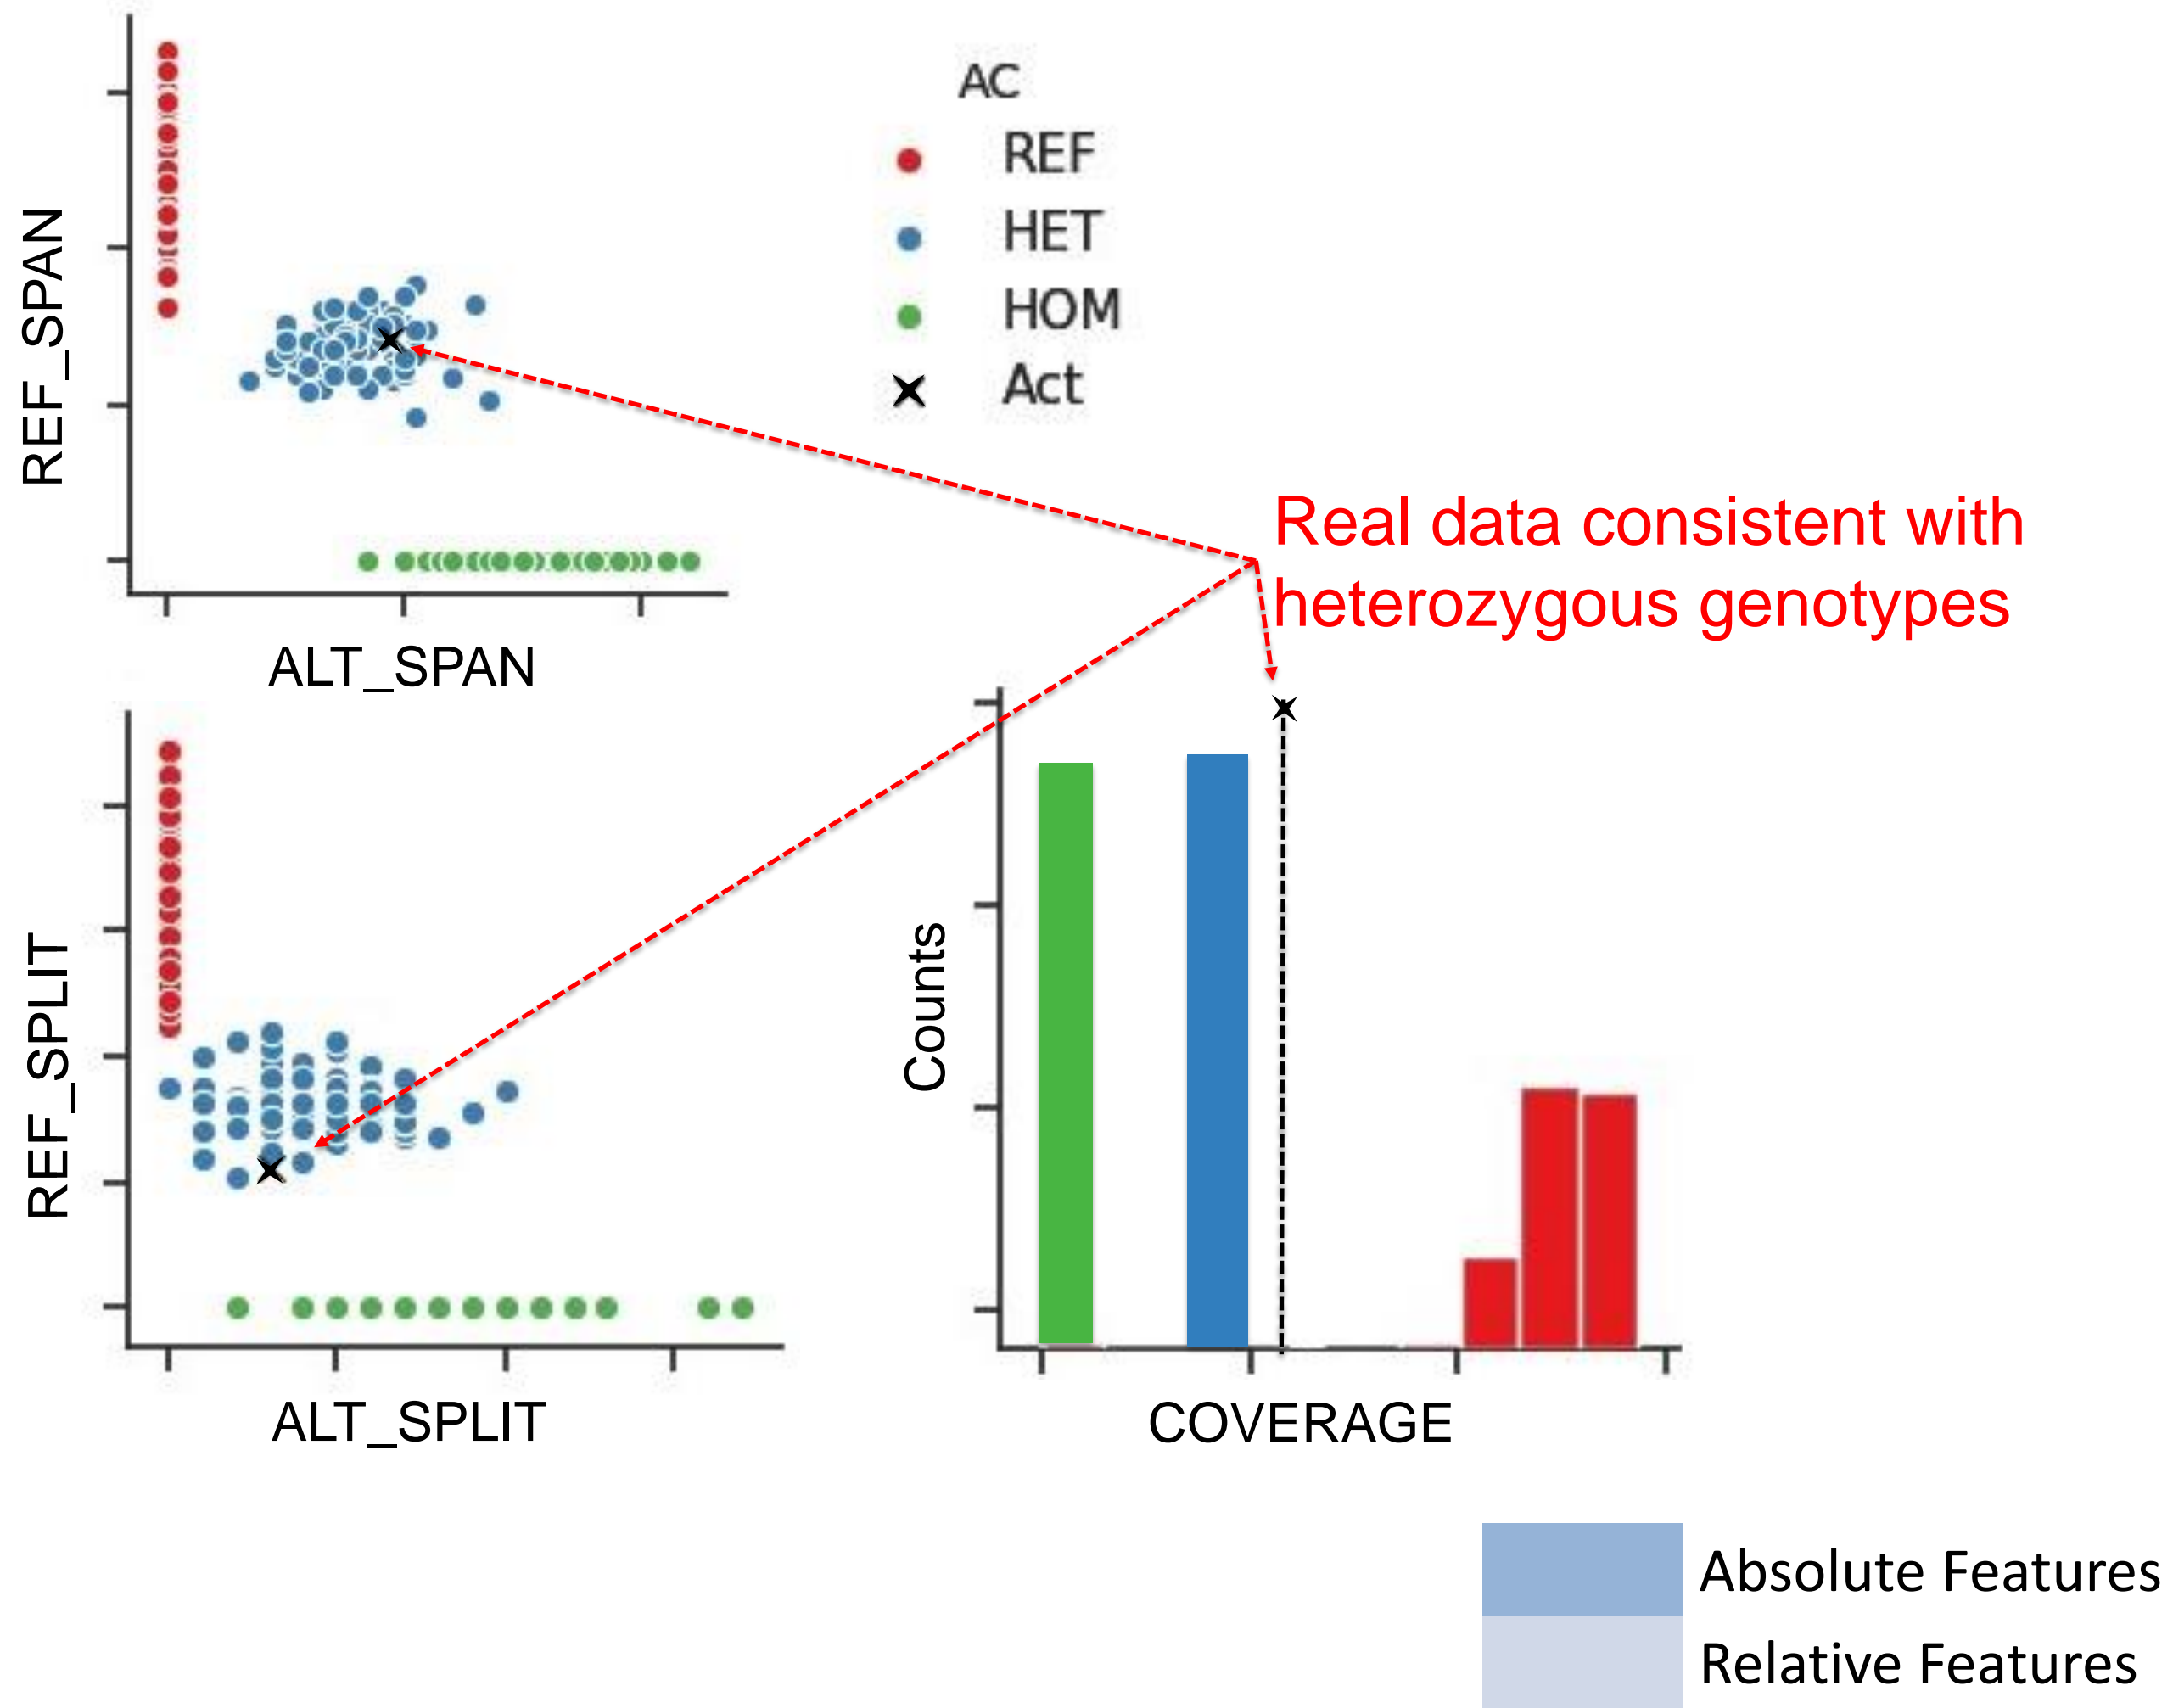 REF_SPAN
ALT_SPAN
AC
REF
HET
HOM
Act
Real data consistent with
heterozygous genotypes
REF_SPLIT
ALT_SPLIT
Counts
COVERAGE
Absolute Features
Relative Features